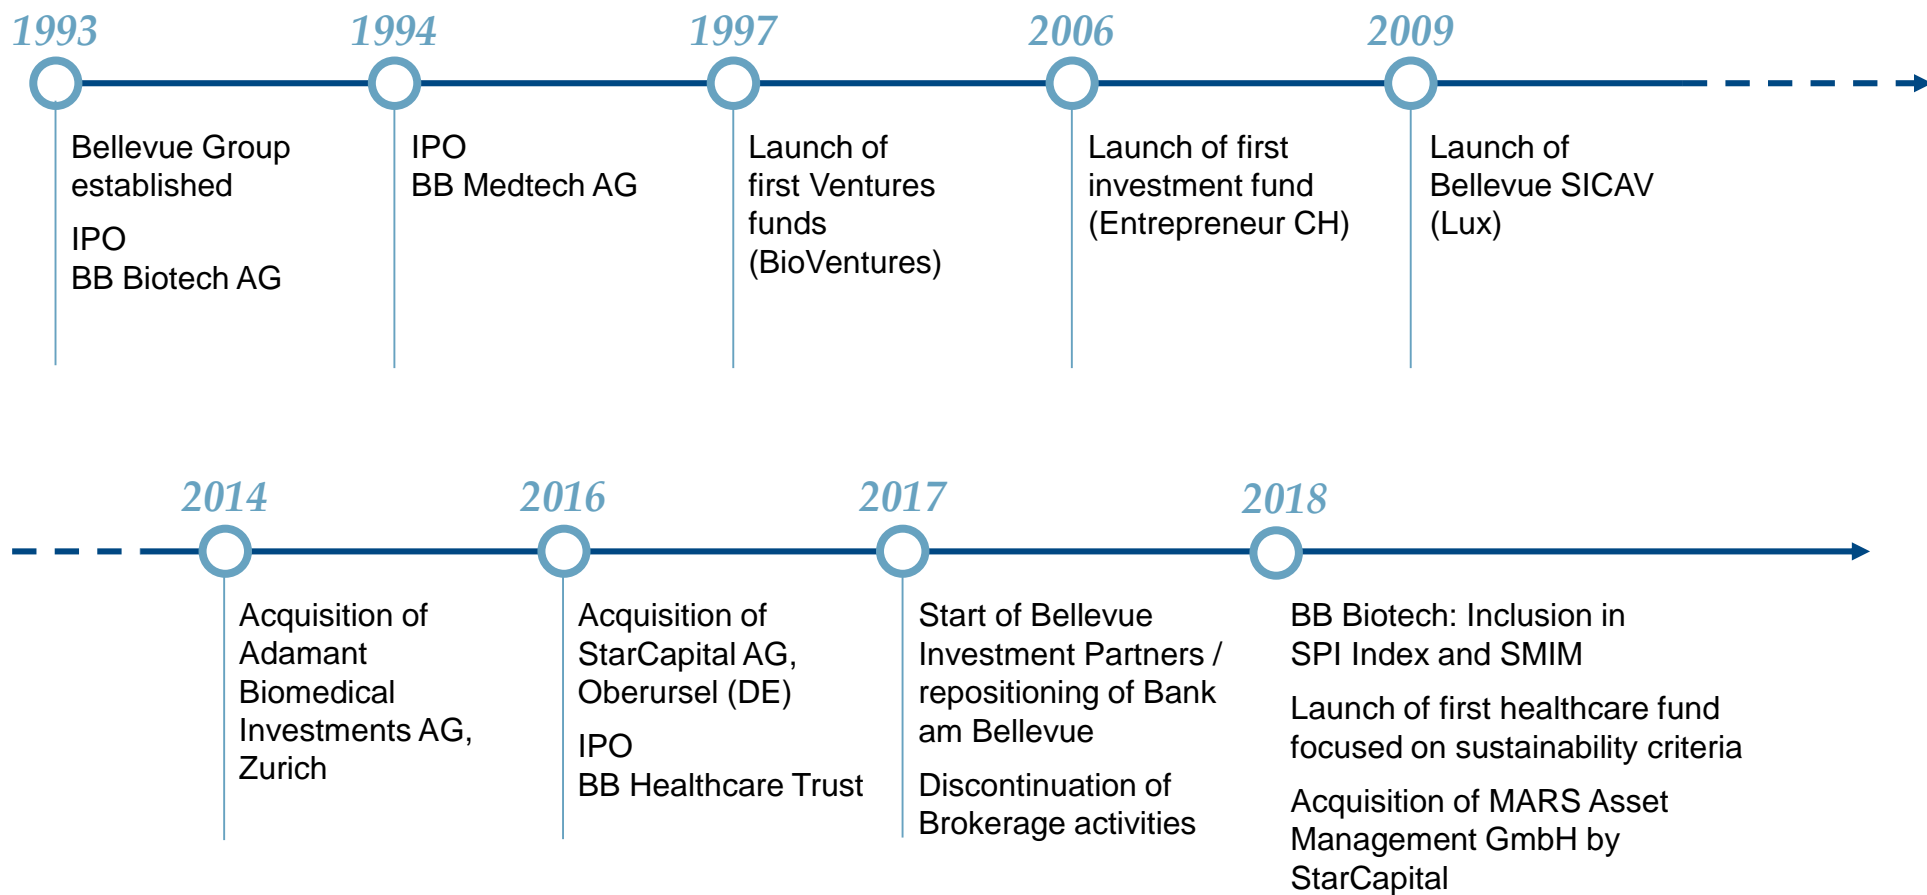 1993
Bellevue Group
established
IPO
BB Biotech AG
1994
IPO
BB Medtech AG
1997
Launch of
first Ventures
funds
(BioVentures)
2006
Launch of first
investment fund
(Entrepreneur CH)
2009
Launch of
Bellevue SICAV
(Lux)
2014
Acquisition of
Adamant
Biomedical
Investments AG,
Zurich
2016
Acquisition of
StarCapital AG,
Oberursel (DE)
IPO
BB Healthcare Trust
2017
Start of Bellevue
Investment Partners /
repositioning of Bank
am Bellevue
Discontinuation of
Brokerage activities
2018
BB Biotech: Inclusion in
SPI Index and SMIM
Launch of first healthcare fund
focused on sustainability criteria
Acquisition of MARS Asset
Management GmbH by
StarCapital